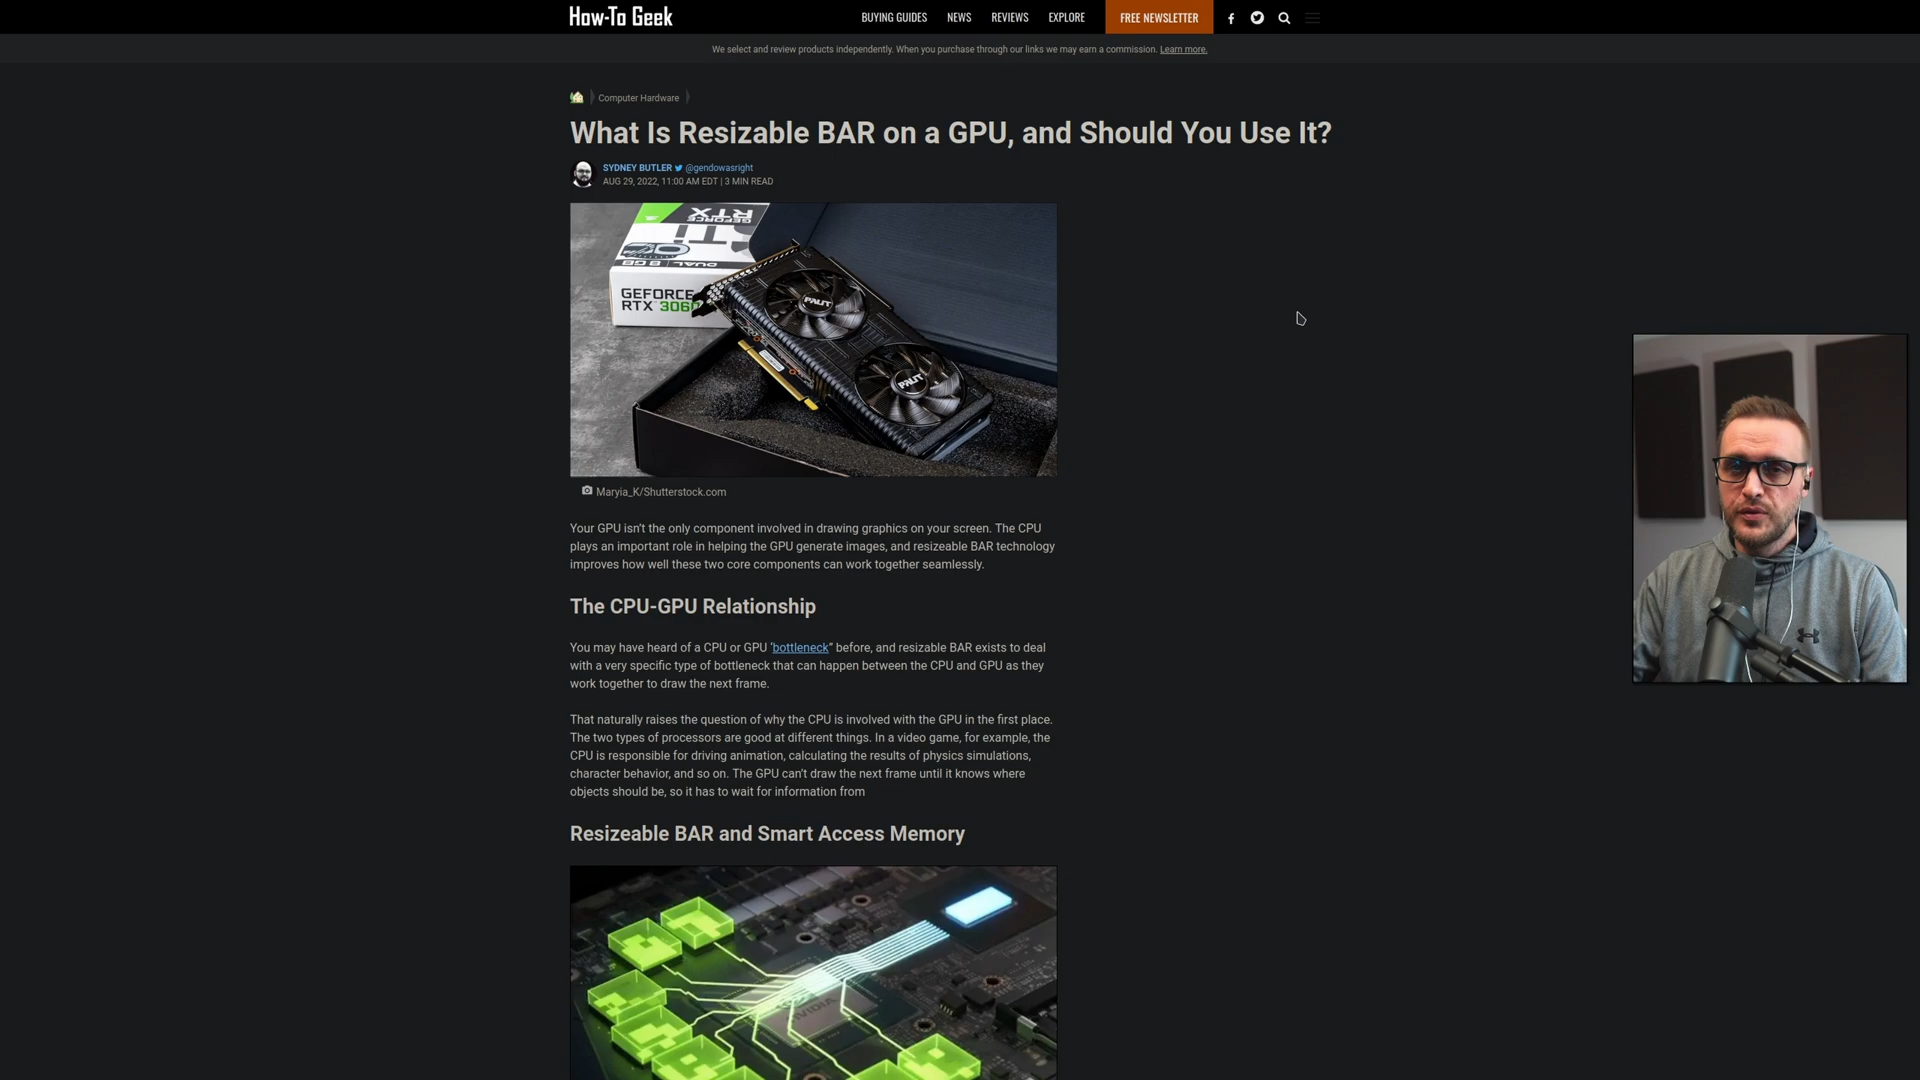 How-To Geek
BUYING GUIDES NEWS REVIEWS EXPLORE FREE NEWSLETTER
We select and review products independently. When you purchase through our links we may earn a commission. Learn more.
Computer Hardware
What Is Resizable BAR on a GPU, and Should You Use It?
SYDNEY BUTLER @gendowasright
AUG 29, 2022, 11:00 AM EDT | 3 MIN READ
GEFORCE RTX
Ti
DUAL 8 GB
GEFORCE
RTX 306
PALIT
PALIT
Maryia_K/Shutterstock.com
Your GPU isn't the only component involved in drawing graphics on your screen. The CPU
plays an important role in helping the GPU generate images, and resizeable BAR technology
improves how well these two core components can work together seamlessly.
The CPU-GPU Relationship
You may have heard of a CPU or GPU 'bottleneck" before, and resizable BAR exists to deal
with a very specific type of bottleneck that can happen between the CPU and GPU as they
work together to draw the next frame.
That naturally raises the question of why the CPU is involved with the GPU in the first place.
The two types of processors are good at different things. In a video game, for example, the
CPU is responsible for driving animation, calculating the results of physics simulations,
character behavior, and so on. The GPU can't draw the next frame until it knows where
objects should be, so it has to wait for information from
Resizeable BAR and Smart Access Memory
NVIDIA